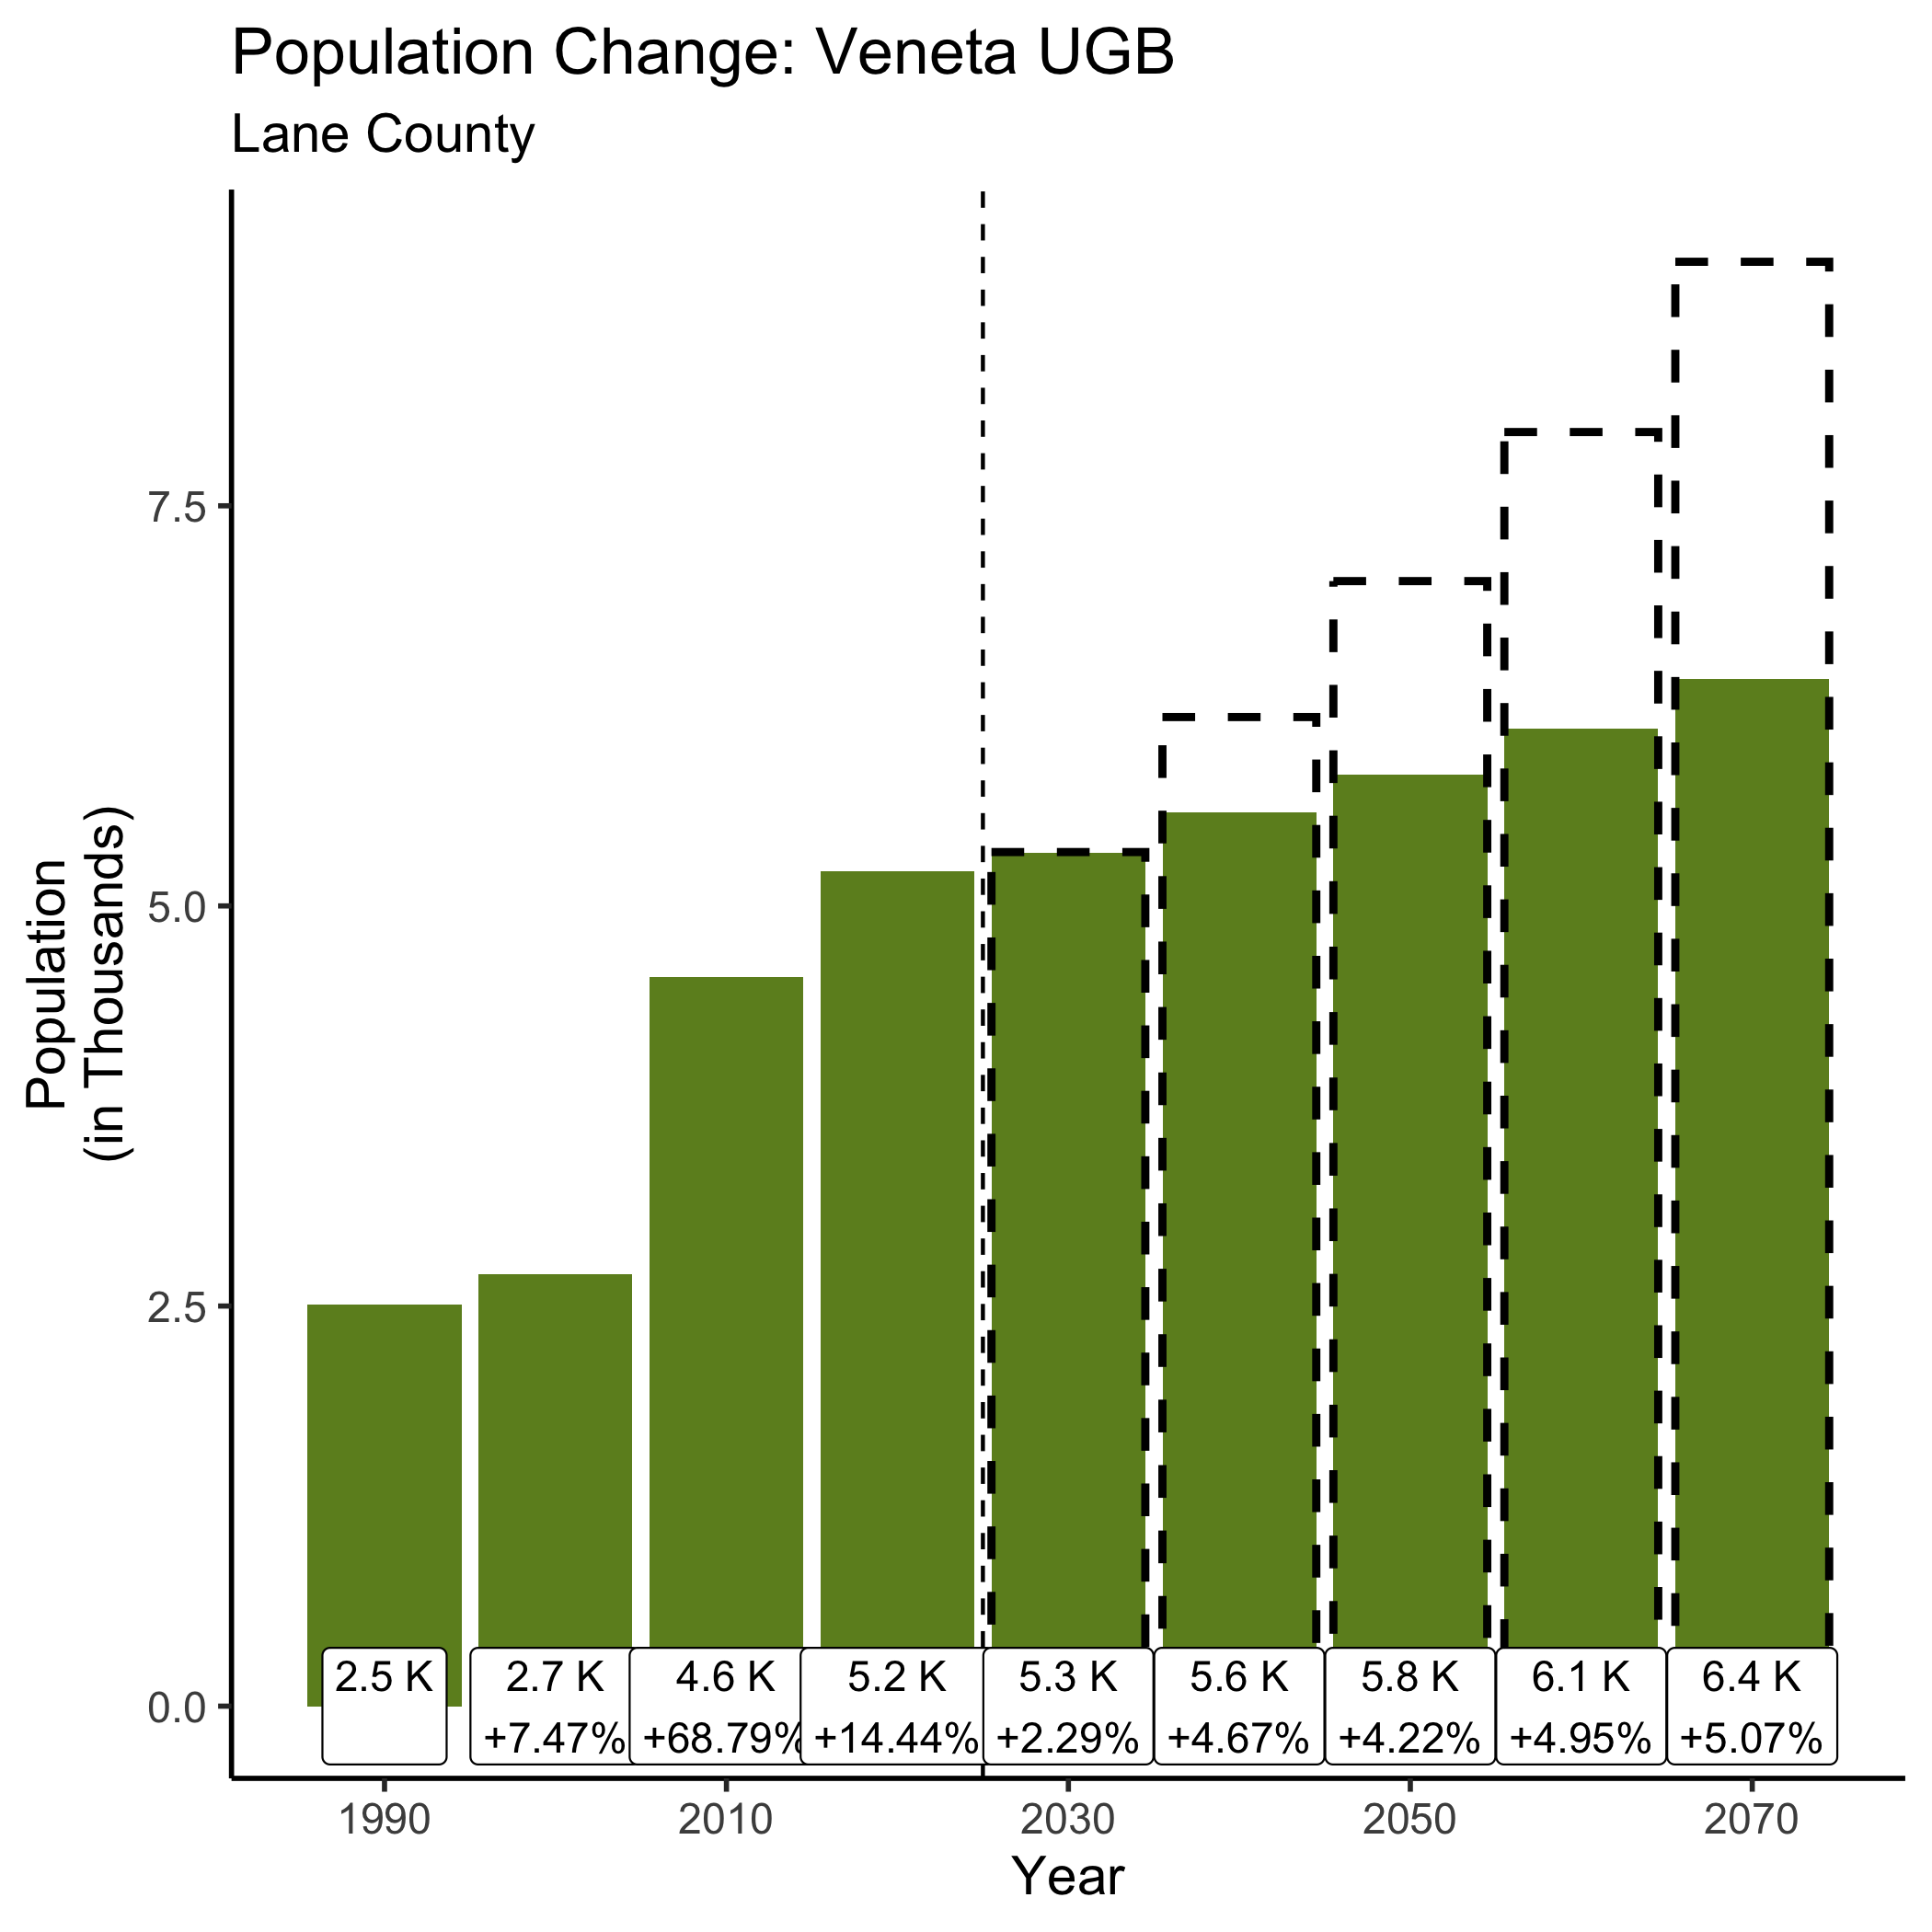 Population Change: Veneta UGB
Lane County
Population
(in Thousands)
7.5
5.0
2.5
0.0
2.5 K
2.7 K
+7.47%
4.6 K
+68.79%
5.2 K
+14.44%
5.3 K
+2.29%
5.6 K
+4.67%
5.8 K
+4.22%
6.1 K
+4.95%
6.4 K
+5.07%
1990
2010
2030
2050
2070
Year